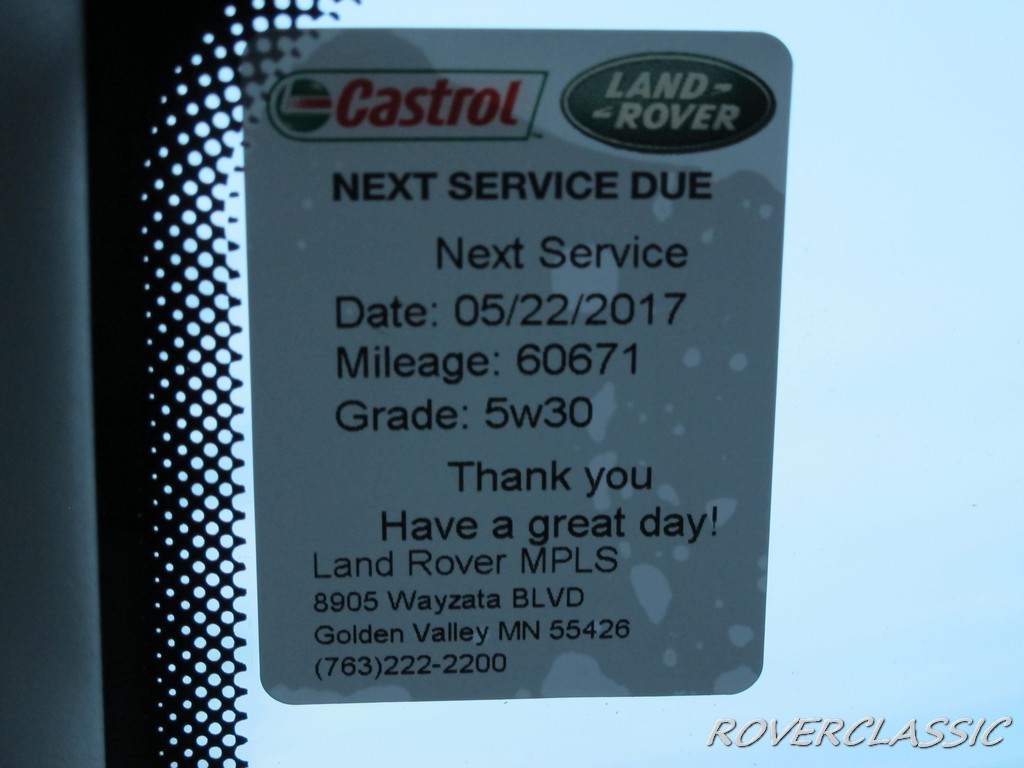 Castrol
LAND-
-ROVER
NEXT SERVICE DUE
Next Service
Date: 05/22/2017
Mileage: 60671
Grade: 5w30
Thank you
Have a great day!
Land Rover MPLS
8905 Wayzata BLVD
Golden Valley MN 55426
(763)222-2200
ROVERCLASSIC